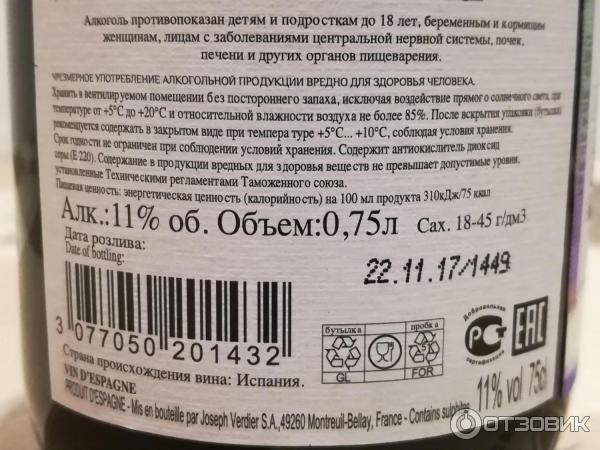 Алкоголь противопоказан детям и подросткам до 18 лет, беременным и кормящим
женщинам, лицам с заболеваниями центральной нервной системы, почек,
печени и других органов пищеварения.
ЧРЕЗМЕРНОЕ УПОТРЕБЛЕНИЕ АЛКОГОЛЬНОЙ ПРОДУКЦИИ ВРЕДНО ДЛЯ ЗДОРОВЬЯ ЧЕЛОВЕКА.
Хранить в вентилируемом помещении без постороннего запаха, исключая воздействие прямого солнечного света, при
температуре от +5°C до +20°C и относительной влажности воздуха не более 85%. После вскрытия упаковки (бутылки)
рекомендуется содержать в закрытом виде при темпера туре +5°C... +10°C, соблюдая условия хранения.
Срок годности не ограничен при соблюдении условий хранения. Содержит антиокислитель диоксид
серы (Е 220). Содержание в продукции вредных для здоровья веществ не превышает допустимые уровни,
установленные Техническими регламентами Таможенного союза.
Пищевая ценность: энергетическая ценность (калорийность) на 100 мл продукта 310кДж/75 ккал
Алк.:11% об. Объем:0,75л Сах. 18-45 г/дм3
Дата розлива:
Date of bottling:
22.11.17/1449
3 077050 201432
бутылка пробка
GL FOR
5
Добровольная
РСТ
сертификация
EAC
Страна происхождения вина: Испания.
VIN D'ESPAGNE
PRODUIT D'ESPAGNE - Mis en bouteille par Joseph Verdier S.A.,49260 Montreuil-Bellay, France - Contains sulphites
11% vol 75cl
ОТЗОВИК